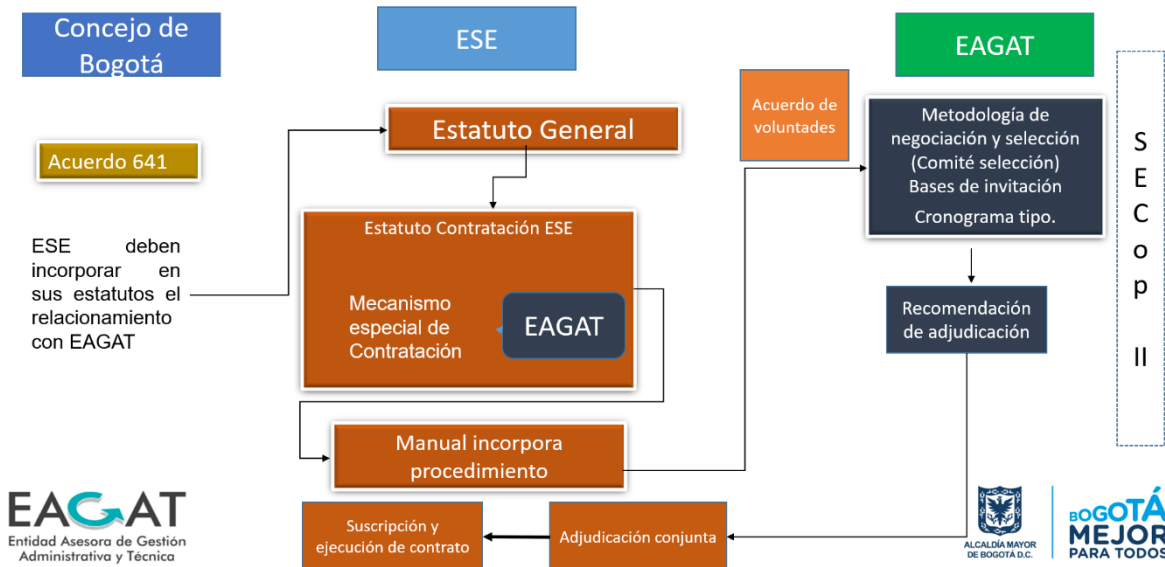 Concejo de
Bogotá
ESE
EAGAT
Acuerdo 641
ESE deben
incorporar en
sus estatutos el
relacionamiento
con EAGAT
Estatuto General
Estatuto Contratación ESE
Mecanismo
especial de
Contratación
EAGAT
Manual incorpora
procedimiento
Acuerdo de
voluntades
Metodología de
negociación y selección
(Comité selección)
Bases de invitación
Cronograma tipo.
Recomendación
de adjudicación
Adjudicación conjunta
Suscripción y
ejecución de contrato
S
E
C
o
p
II
EAGAT
Entidad Asesora de Gestión
Administrativa y Técnica
ALCALDÍA MAYOR
DE BOGOTÁ D.C.
BOGOTÁ
MEJOR
PARA TODOS